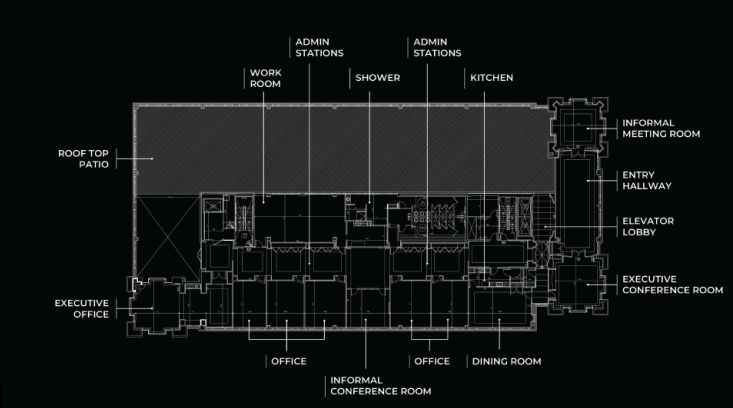 ADMIN
STATIONS
ADMIN
STATIONS
WORK
ROOM
SHOWER
KITCHEN
INFORMAL
MEETING ROOM
ROOF TOP
PATIO
ENTRY
HALLWAY
ELEVATOR
LOBBY
EXECUTIVE
CONFERENCE ROOM
EXECUTIVE
OFFICE
OFFICE
OFFICE
DINING ROOM
INFORMAL
CONFERENCE ROOM